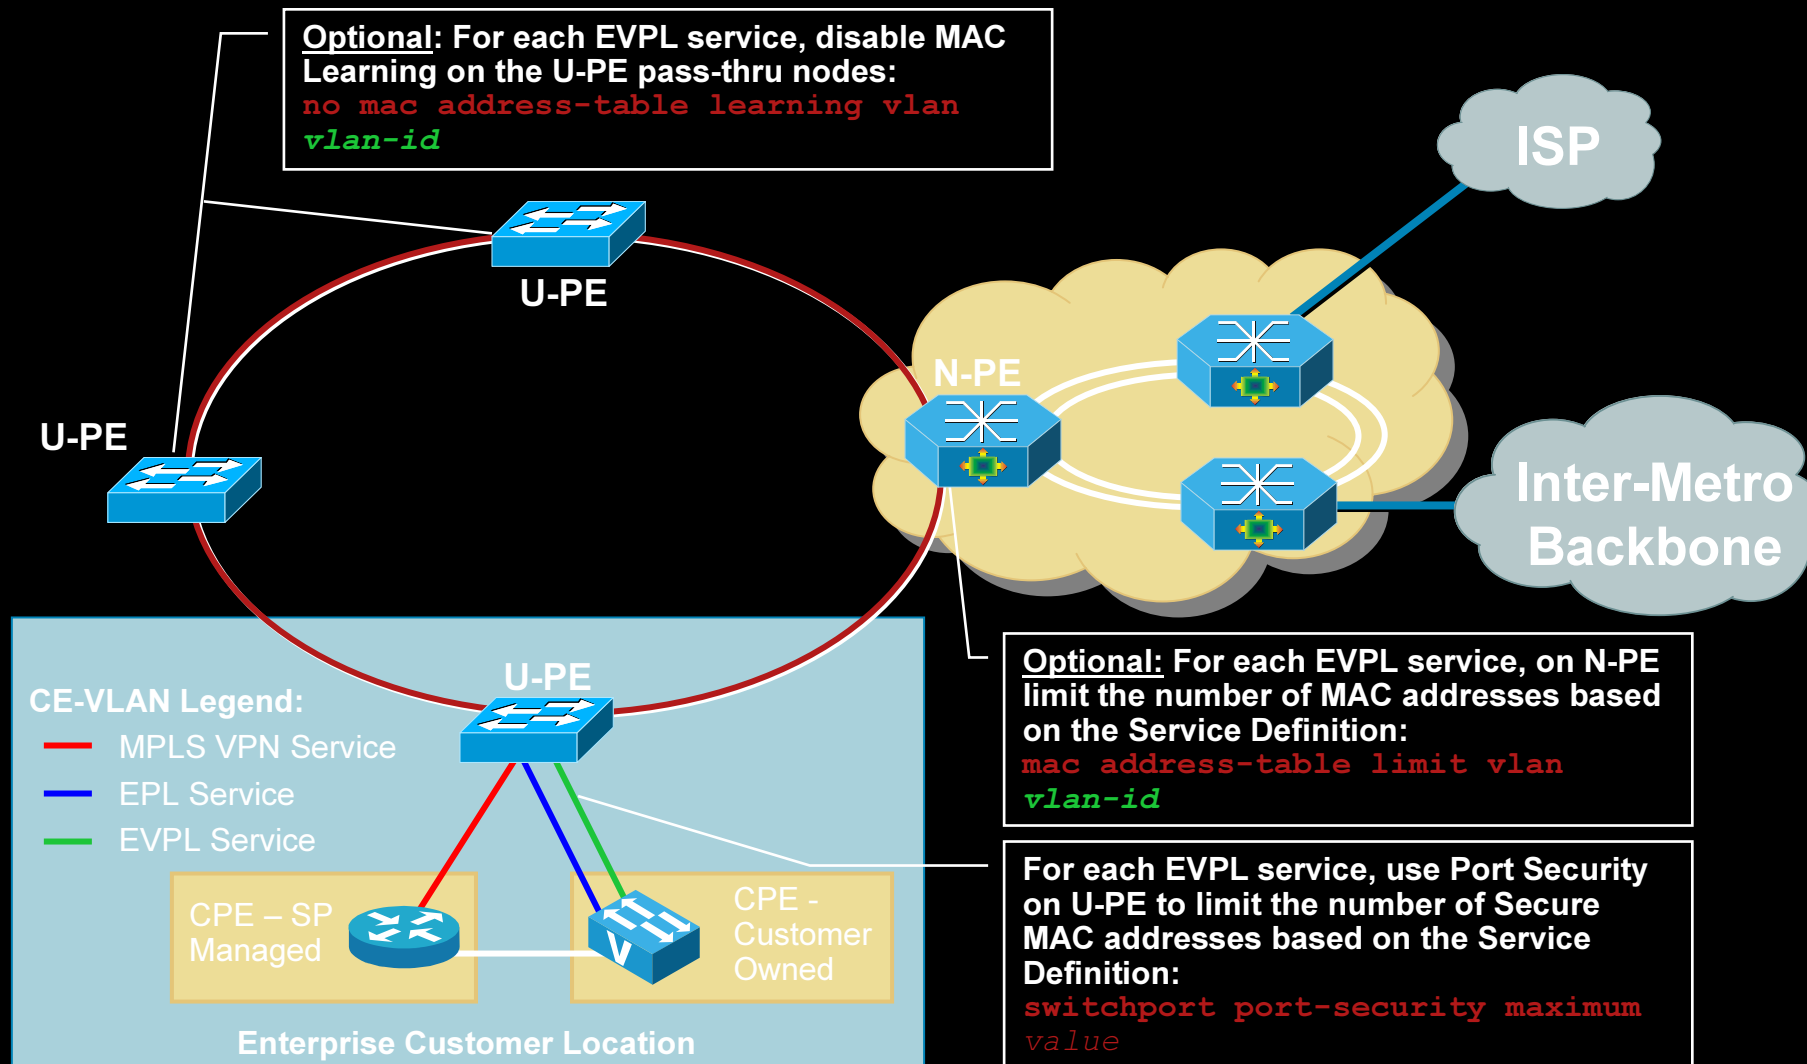 Optional: For each EVPL service, disable MAC
Learning on the U-PE pass-thru nodes:
no mac address-table learning vlan
vlan-id
ISP
U-PE
N-PE
U-PE
Inter-Metro
Backbone
Optional: For each EVPL service, on N-PE
limit the number of MAC addresses based
on the Service Definition:
mac address-table limit vlan
vlan-id
U-PE
CE-VLAN Legend:
MPLS VPN Service
EPL Service
EVPL Service
CPE – SP
Managed
V
CPE -
Customer
Owned
Enterprise Customer Location
For each EVPL service, use Port Security
on U-PE to limit the number of Secure
MAC addresses based on the Service
Definition:
switchport port-security maximum
value